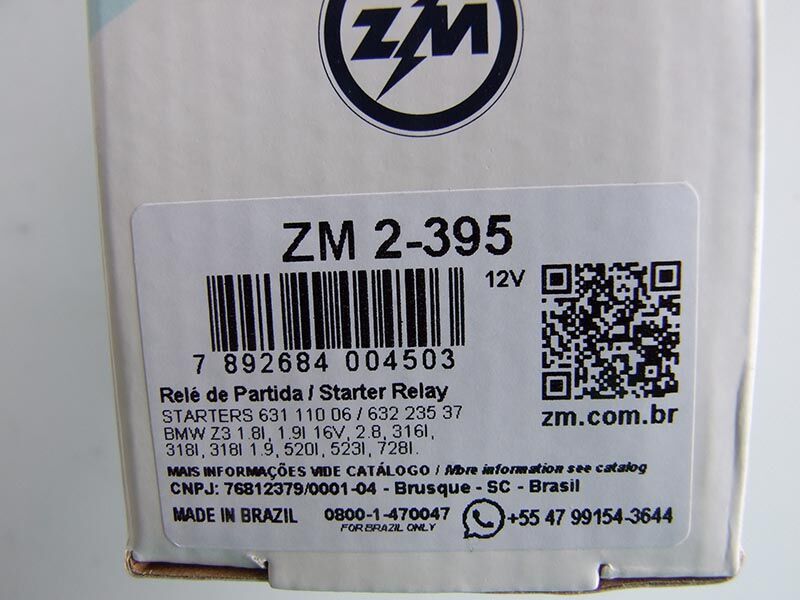 ZM
ZM 2-395
12V
7 892684 004503
zm.com.br
Relé de Partida / Starter Relay
STARTERS 631 110 06 / 632 235 37
BMW Z3 1.8I, 1.9I 16V, 2.8, 316I,
318I, 318I 1.9, 520I, 523I, 728I.
MAIS INFORMAÇÕES VIDE CATÁLOGO / More information see catalog
CNPJ: 76812379/0001-04 - Brusque - SC - Brasil
MADE IN BRAZIL 0800-1-470047 +55 47 99154-3644
FOR BRAZIL ONLY